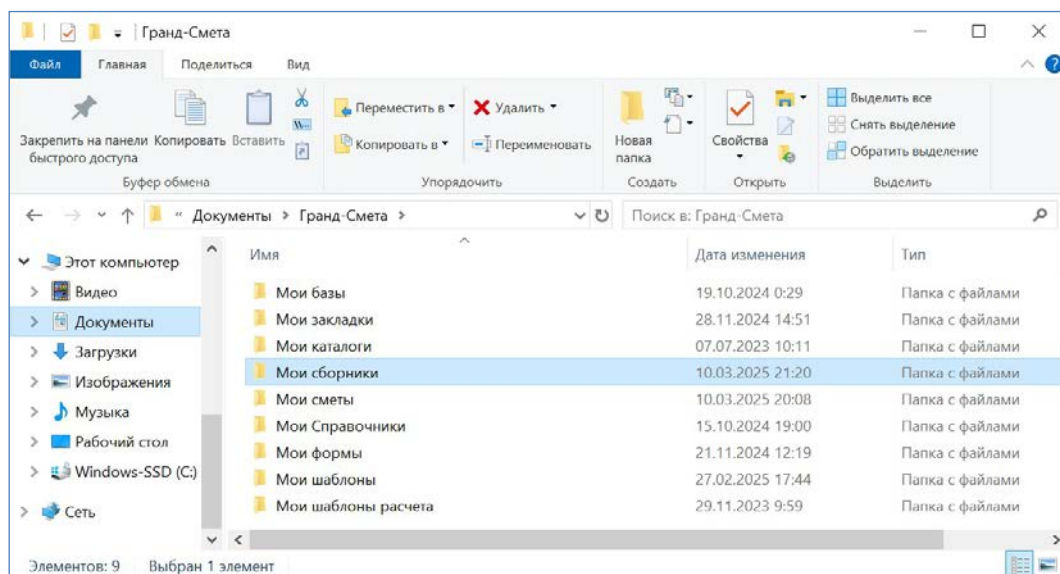 Гранд-Смета
Файл Главная Поделиться Вид
Закрепить на панели быстрого доступа
Копировать
Вставить
Переместить в
Копировать в
Удалить
Переименовать
Новая папка
Свойства
Выделить все
Снять выделение
Обратить выделение
Буфер обмена Упорядочить Создать Открыть Выделить
« Документы > Гранд-Смета > Поиск в: Гранд-Смета
Этот компьютер
Видео
Документы
Загрузки
Изображения
Музыка
Рабочий стол
Windows-SSD (C:)
Сеть
Имя Дата изменения Тип
Мои базы 19.10.2024 0:29 Папка с файлами
Мои закладки 28.11.2024 14:51 Папка с файлами
Мои каталоги 07.07.2023 10:11 Папка с файлами
Мои сборники 10.03.2025 21:20 Папка с файлами
Мои сметы 10.03.2025 20:08 Папка с файлами
Мои Справочники 15.10.2024 19:00 Папка с файлами
Мои формы 21.11.2024 12:19 Папка с файлами
Мои шаблоны 27.02.2025 17:44 Папка с файлами
Мои шаблоны расчета 29.11.2023 9:59 Папка с файлами
Элементов: 9 Выбран 1 элемент